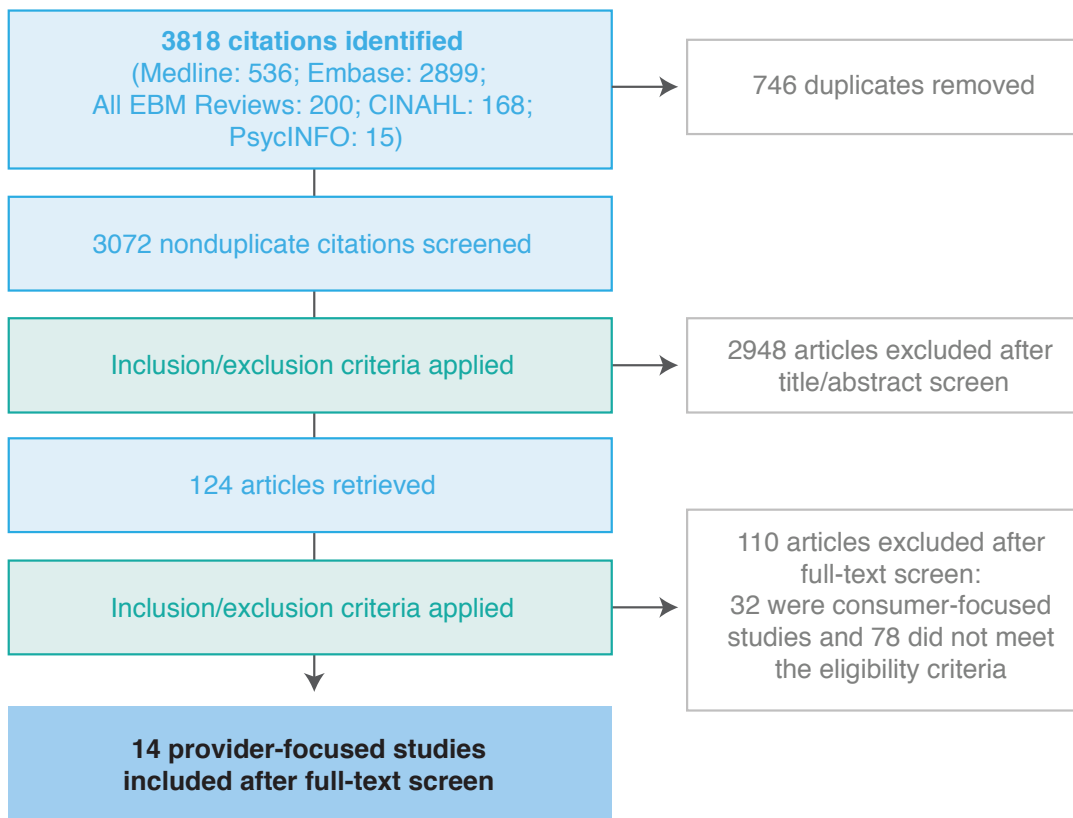 3818 citations identified
(Medline: 536; Embase: 2899;
All EBM Reviews: 200; CINAHL: 168;
PsycINFO: 15)
746 duplicates removed
3072 nonduplicate citations screened
Inclusion/exclusion criteria applied
2948 articles excluded after
title/abstract screen
124 articles retrieved
Inclusion/exclusion criteria applied
110 articles excluded after
full-text screen:
32 were consumer-focused
studies and 78 did not meet
the eligibility criteria
14 provider-focused studies
included after full-text screen